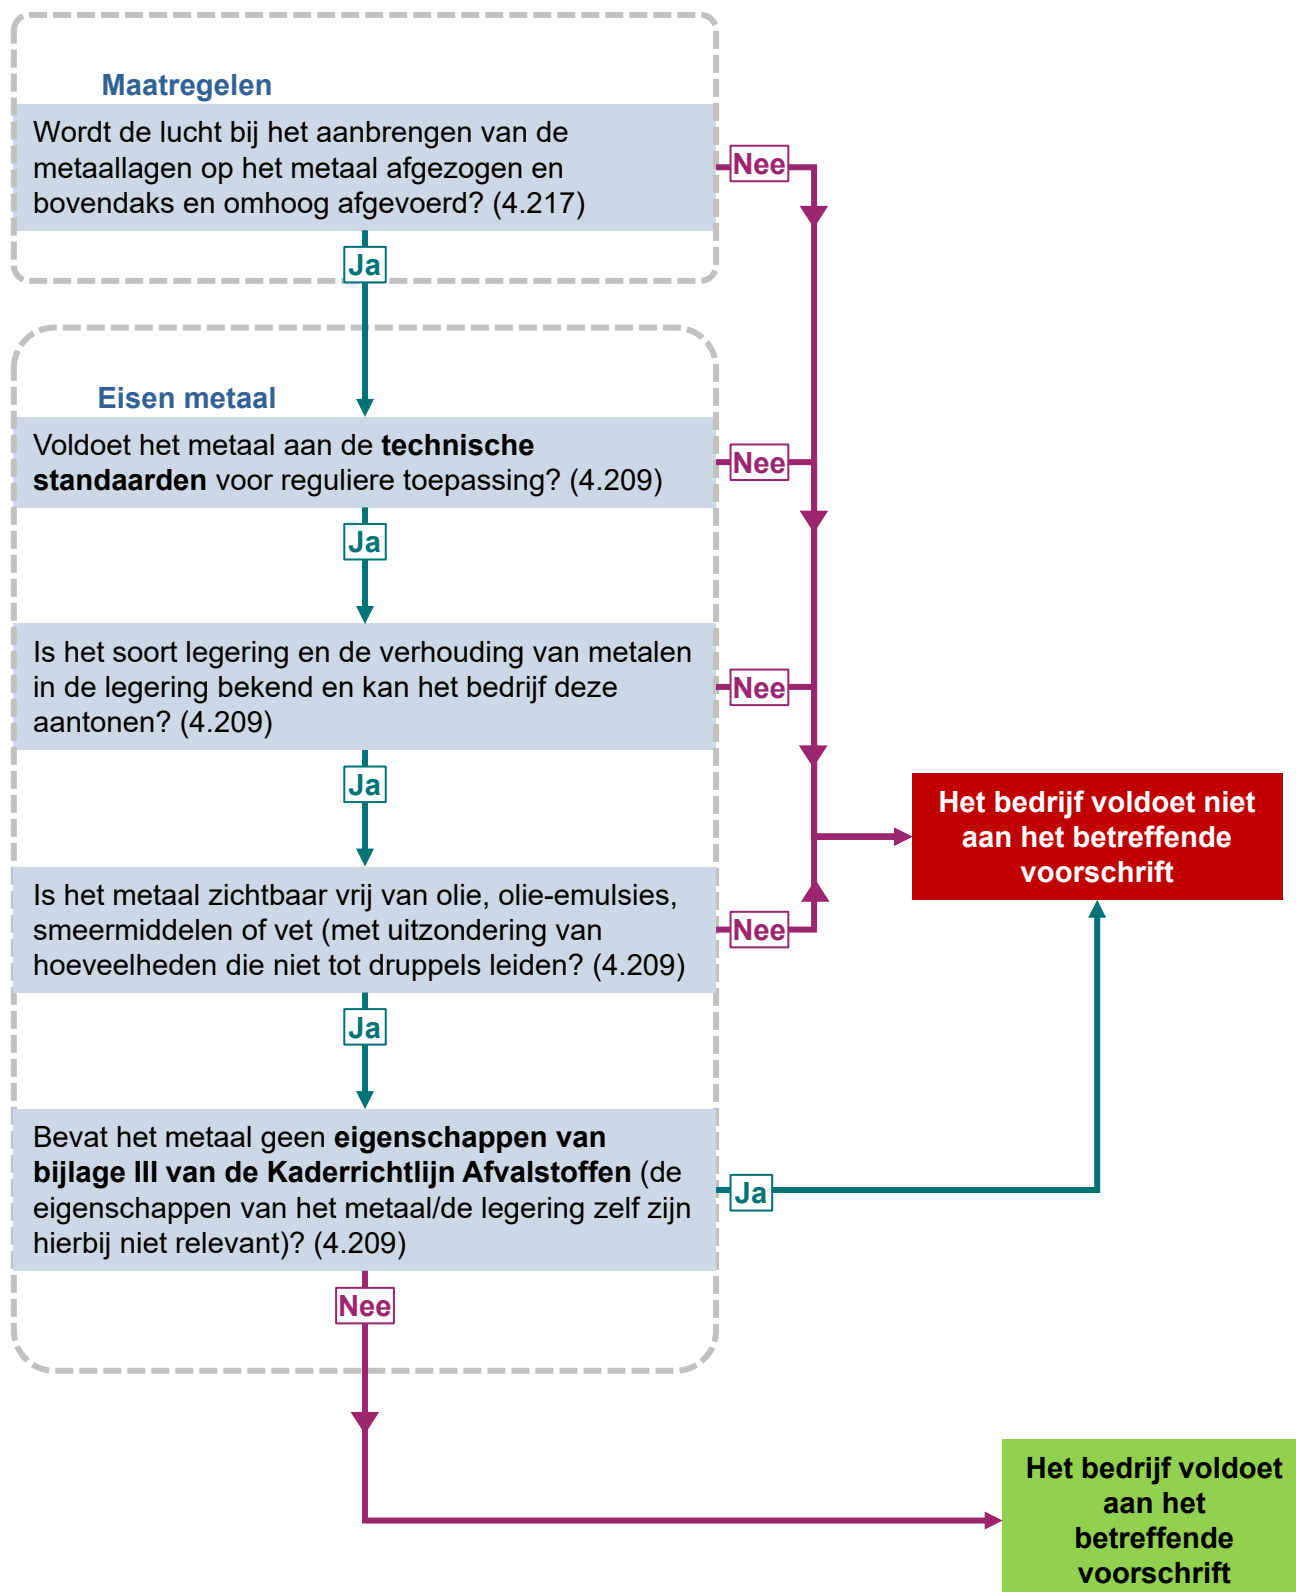 Maatregelen
Wordt de lucht bij het aanbrengen van de
metaallagen op het metaal afgezogen en
bovendaks en omhoog afgevoerd? (4.217)
Nee
Ja
Eisen metaal
Voldoet het metaal aan de technische
standaarden voor reguliere toepassing? (4.209)
Nee
Ja
Is het soort legering en de verhouding van metalen
in de legering bekend en kan het bedrijf deze
aantonen? (4.209)
Nee
Ja
Het bedrijf voldoet niet
aan het betreffende
voorschrift
Is het metaal zichtbaar vrij van olie, olie-emulsies,
smeermiddelen of vet (met uitzondering van
hoeveelheden die niet tot druppels leiden? (4.209)
Nee
Ja
Bevat het metaal geen eigenschappen van
bijlage III van de Kaderrichtlijn Afvalstoffen (de
eigenschappen van het metaal/de legering zelf zijn
hierbij niet relevant)? (4.209)
Ja
Nee
Het bedrijf voldoet
aan het
betreffende
voorschrift